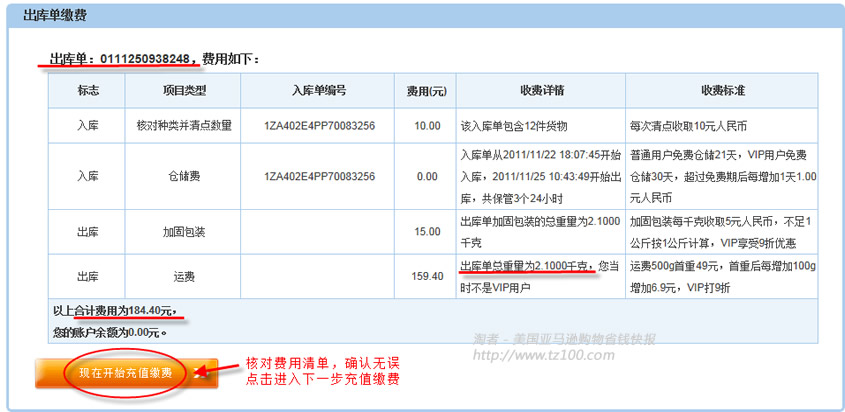 出库单缴费
出库单：0111250938248，费用如下：
标志 项目类型 入库单编号 费用(元) 收费详情 收费标准
入库 核对种类并清点数量 1ZA402E4PP70083256 10.00 该入库单包含12件货物 每次清点收取10元人民币
入库 仓储费 1ZA402E4PP70083256 0.00
入库单从2011/11/22 18:07:45开始
入库，2011/11/25 10:43:49开始出
库，共保管3个24小时
普通用户免费仓储21天，VIP用户免费
仓储30天，超过免费期后每增加1天1.00
元人民币
出库 加固包装 15.00
出库单加固包装的总重量为2.1000
千克
加固包装每千克收取5元人民币，不足1
公斤按1公斤计算，VIP享受9折优惠
出库 运费 159.40
出库单总重量为2.1000千克，您当
时不是VIP用户
运费500g首重49元，首重后每增加100g
增加6.9元，VIP打9折
以上合计费用为184.40元，
您的账户余额为0.00元。
淘者 - 美国亚马逊购物省钱快报
http://www.tz100.com
现在开始充值缴费
核对费用清单，确认无误
点击进入下一步充值缴费